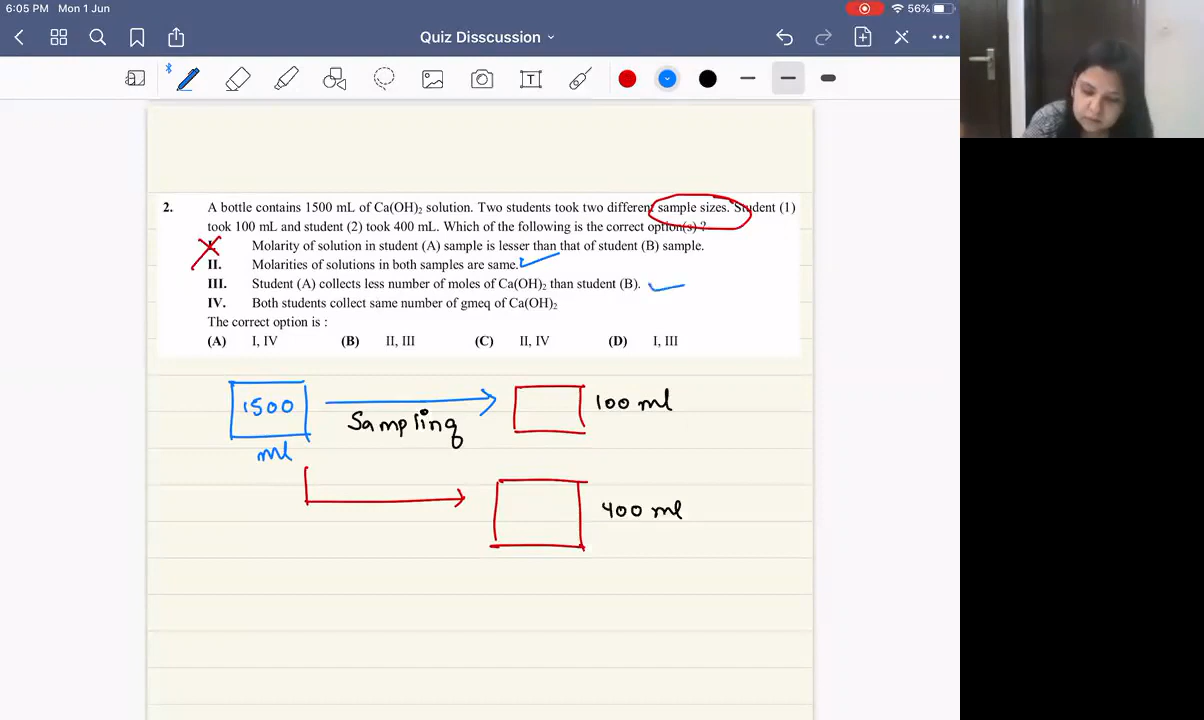 6:05 PM Mon 1 Jun
56%
Quiz Disscussion
T
2. A bottle contains 1500 mL of Ca(OH)₂ solution. Two students took two different sample sizes. Student (1)
took 100 mL and student (2) took 400 mL. Which of the following is the correct option(s) ?
I. Molarity of solution in student (A) sample is lesser than that of student (B) sample.
II. Molarities of solutions in both samples are same.
III. Student (A) collects less number of moles of Ca(OH)₂ than student (B).
IV. Both students collect same number of gmeq of Ca(OH)₂
The correct option is :
(A) I, IV (B) II, III (C) II, IV (D) I, III
1500
ml
Sampling
100 ml
400 ml